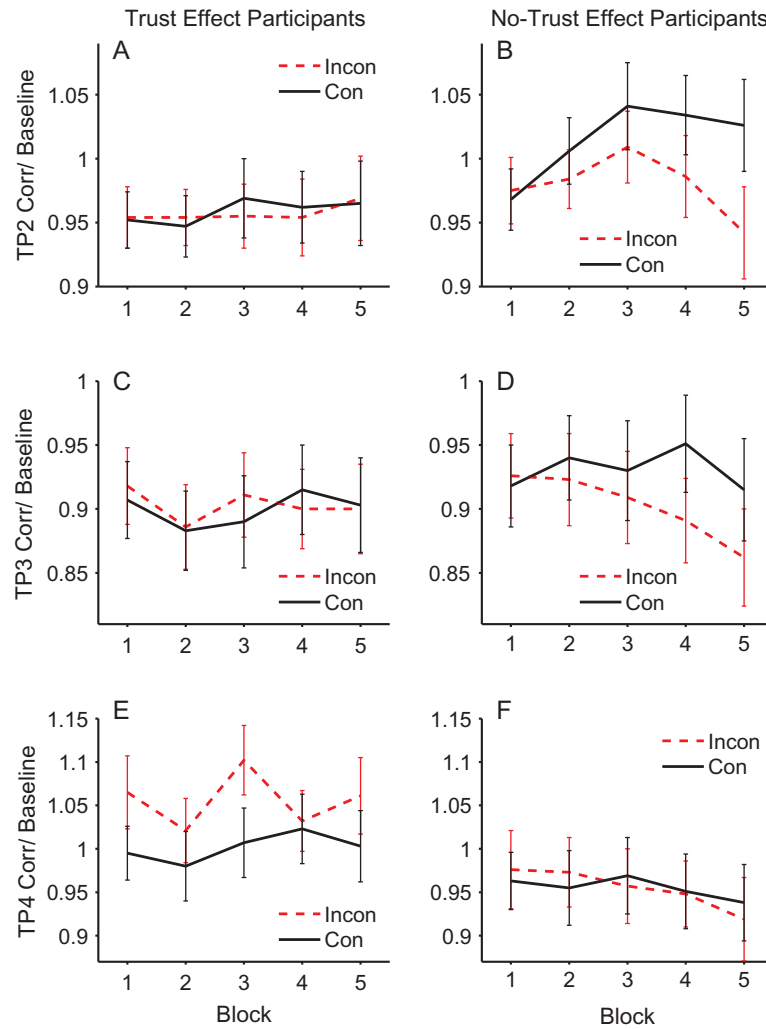 Trust Effect Participants
No-Trust Effect Participants
A
Incon
Con
TP2 Corr/ Baseline
1.05
1
0.95
0.9
1 2 3 4 5
B
Incon
Con
1.05
1
0.95
0.9
1 2 3 4 5
C
Incon
Con
TP3 Corr/ Baseline
1
0.95
0.9
0.85
1 2 3 4 5
D
Incon
Con
1
0.95
0.9
0.85
1 2 3 4 5
E
Incon
Con
TP4 Corr/ Baseline
1.15
1.1
1.05
1
0.95
0.9
1 2 3 4 5
Block
F
Incon
Con
1.15
1.1
1.05
1
0.95
0.9
1 2 3 4 5
Block